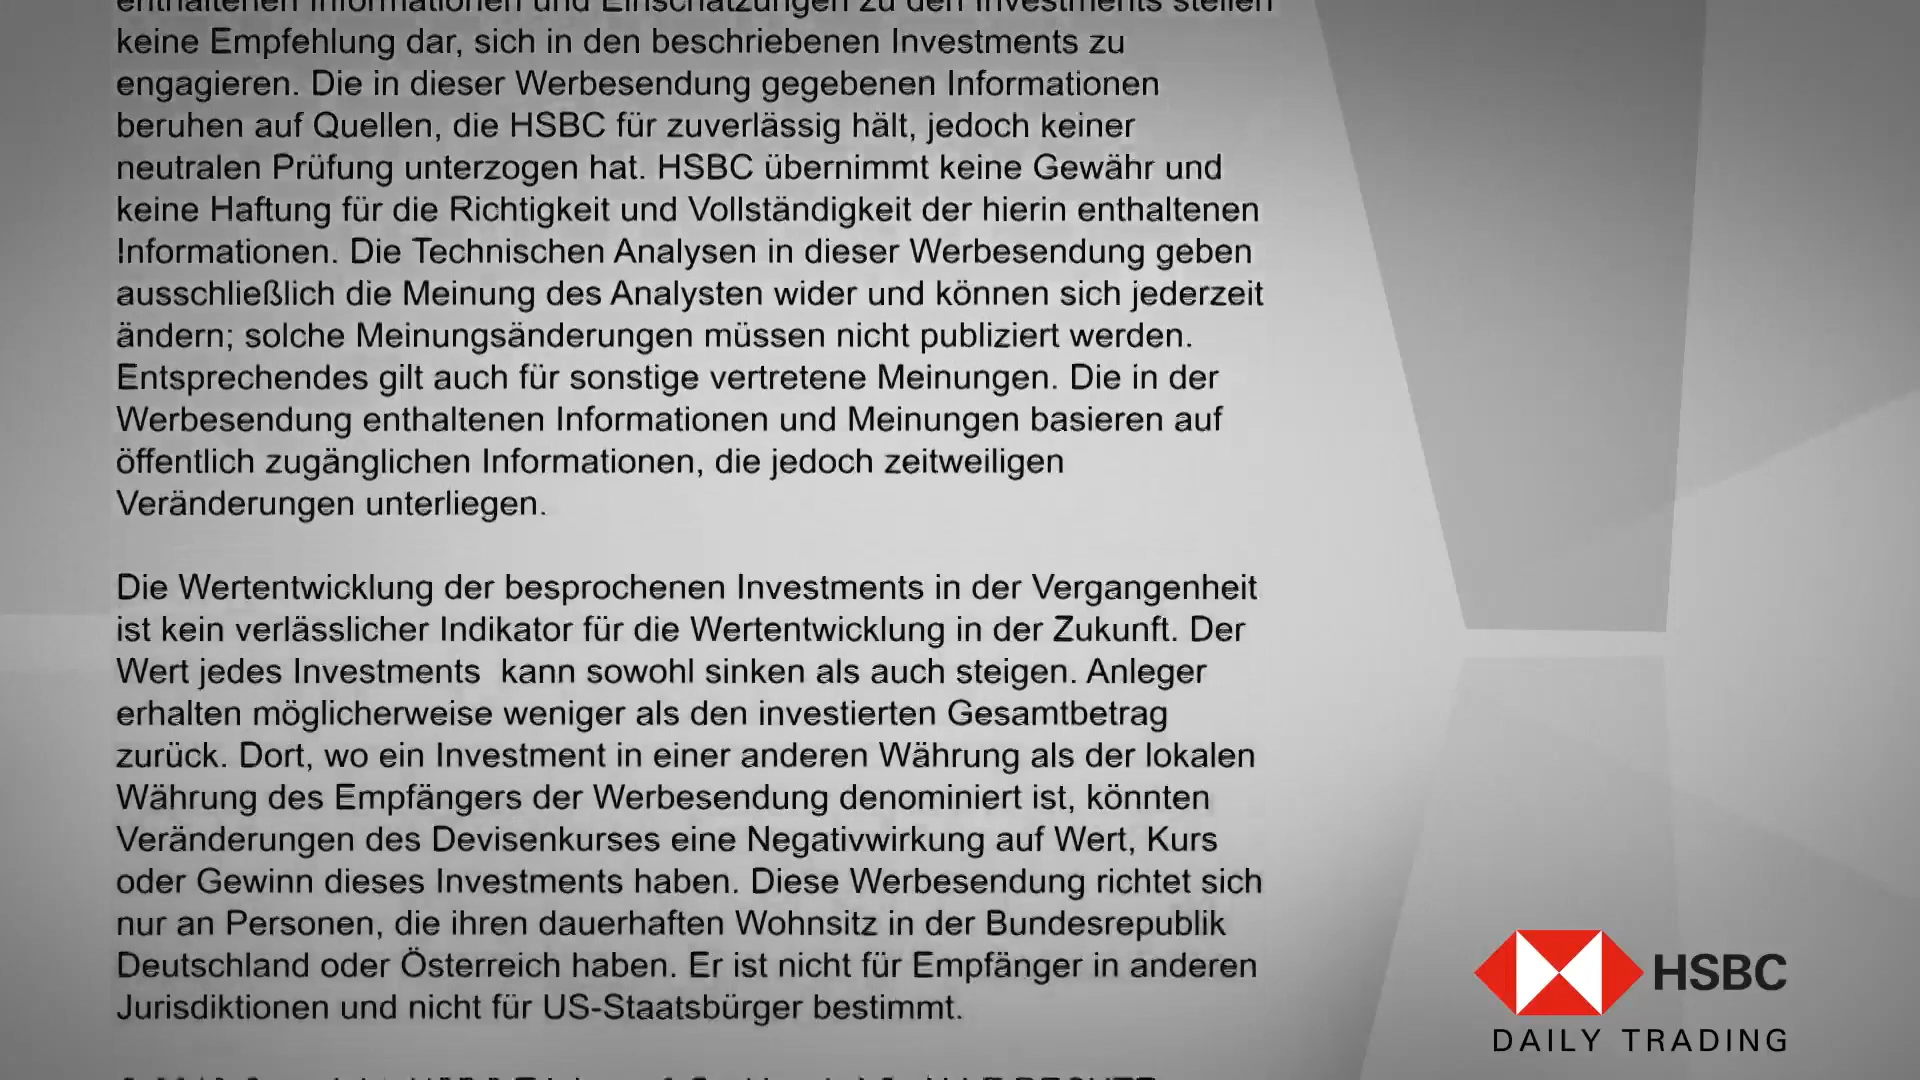 enthaltenen Informationen und Einschätzungen zu den Investments stellen
keine Empfehlung dar, sich in den beschriebenen Investments zu
engagieren. Die in dieser Werbesendung gegebenen Informationen
beruhen auf Quellen, die HSBC für zuverlässig hält, jedoch keiner
neutralen Prüfung unterzogen hat. HSBC übernimmt keine Gewähr und
keine Haftung für die Richtigkeit und Vollständigkeit der hierin enthaltenen
Informationen. Die Technischen Analysen in dieser Werbesendung geben
ausschließlich die Meinung des Analysten wider und können sich jederzeit
ändern; solche Meinungsänderungen müssen nicht publiziert werden.
Entsprechendes gilt auch für sonstige vertretene Meinungen. Die in der
Werbesendung enthaltenen Informationen und Meinungen basieren auf
öffentlich zugänglichen Informationen, die jedoch zeitweiligen
Veränderungen unterliegen.
Die Wertentwicklung der besprochenen Investments in der Vergangenheit
ist kein verlässlicher Indikator für die Wertentwicklung in der Zukunft. Der
Wert jedes Investments kann sowohl sinken als auch steigen. Anleger
erhalten möglicherweise weniger als den investierten Gesamtbetrag
zurück. Dort, wo ein Investment in einer anderen Währung als der lokalen
Währung des Empfängers der Werbesendung denominiert ist, könnten
Veränderungen des Devisenkurses eine Negativwirkung auf Wert, Kurs
oder Gewinn dieses Investments haben. Diese Werbesendung richtet sich
nur an Personen, die ihren dauerhaften Wohnsitz in der Bundesrepublik
Deutschland oder Österreich haben. Er ist nicht für Empfänger in anderen
Jurisdiktionen und nicht für US-Staatsbürger bestimmt.
HSBC
DAILY TRADING